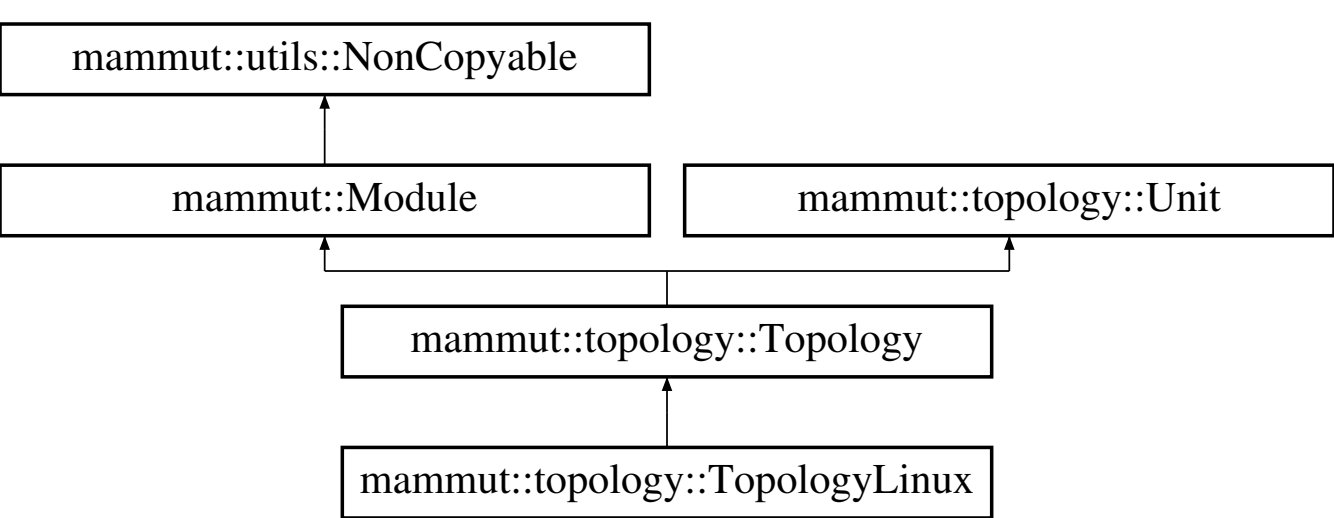 mammut::utils::NonCopyable
mammut::Module
mammut::topology::Unit
mammut::topology::Topology
mammut::topology::TopologyLinux